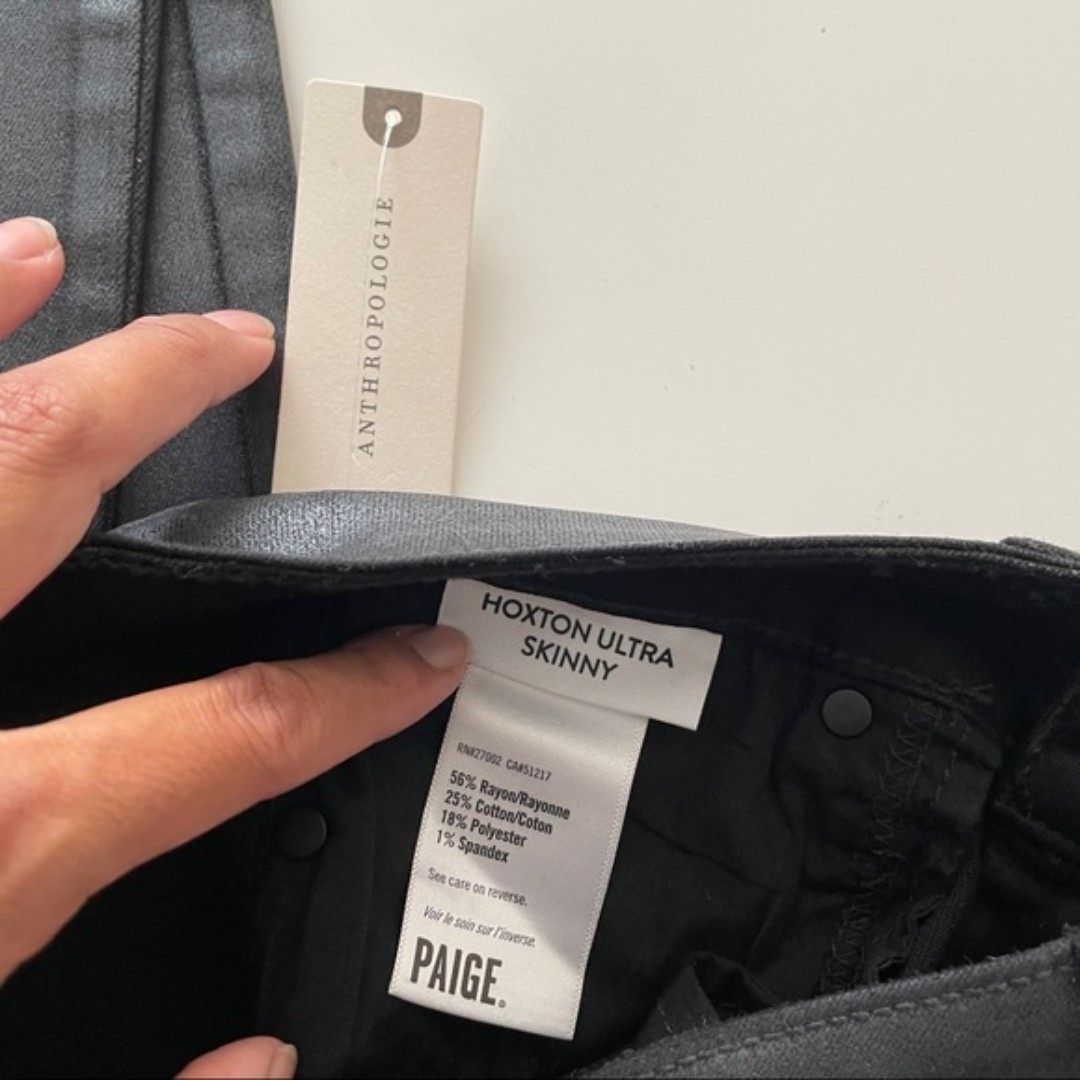 ANTHROPOLOGIE
HOXTON ULTRA
SKINNY
RN#27002 CA#51217
56% Rayon/Rayonne
25% Cotton/Coton
18% Polyester
1% Spandex
See care on reverse.
Voir le soin sur l'inverse.
PAIGE.